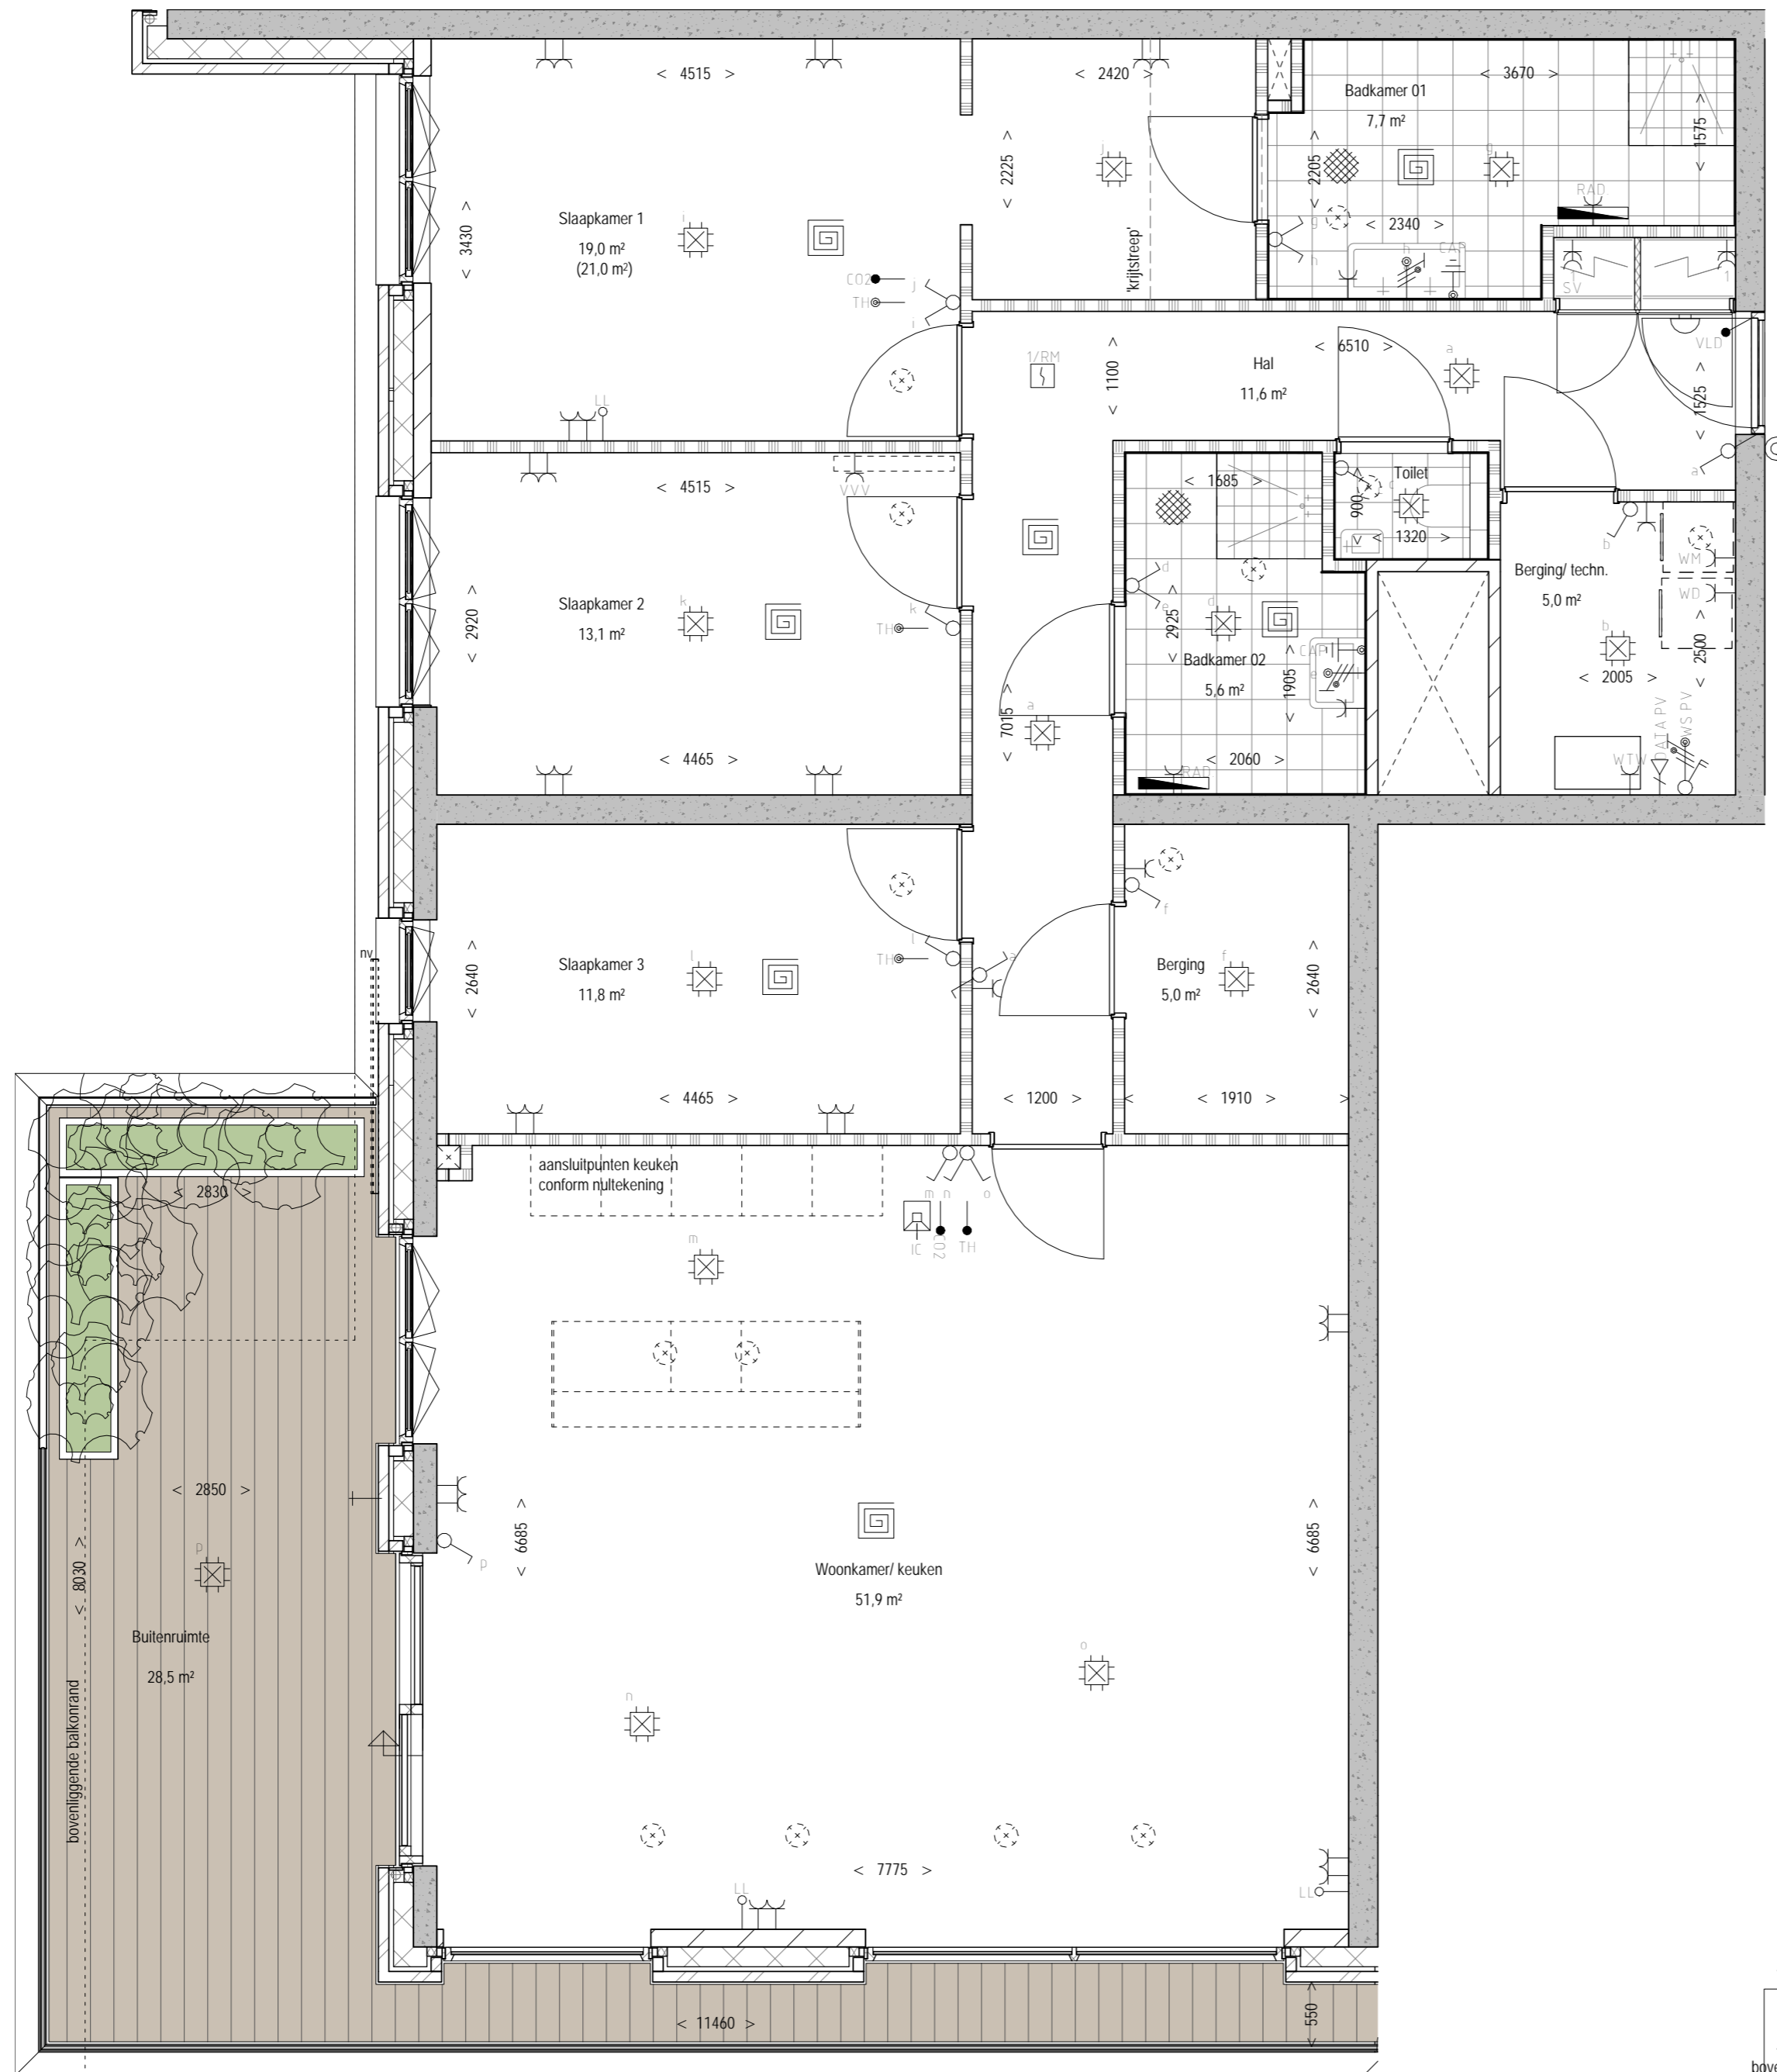 < 4515 >
< 2420 >
< 3670 >
Badkamer 01
7,7 m²
< 1575 >
< 2225 >
j
< 2205 >
g
RAD
Slaapkamer 1
19,0 m²
(21,0 m²)
i
< 3430 >
'krijtstreep'
< 2340 >
g
h
h
CAP
CO2
TH
j
i
SV
1
1/RM
< 1100 >
Hal
11,6 m²
< 6510 >
a
VLD
< 1525 >
LL
a
< 4515 >
VVV
< 1685 >
Toilet
< 900 >
c
< 1320 >
b
WM
WD
Berging/ techn.
5,0 m²
b
< 2500 >
< 2005 >
Slaapkamer 2
13,1 m²
k
< 2920 >
k
TH
d
e
< 2925 >
d
Badkamer 02
5,6 m²
CAP
e
< 1905 >
< 7015 >
a
< 4465 >
< 2060 >
RAD
WTW
DATA PV
WS PV
nv
< 2640 >
Slaapkamer 3
11,8 m²
l
l
TH
a
f
Berging
5,0 m²
f
< 2640 >
< 4465 >
< 1200 >
< 1910 >
aansluitpunten keuken
conform nultekening
< 2830 >
m n
o
IC
CO2
TH
m
< 2850 >
< 8030 >
p
p
< 6685 >
< 6685 >
Woonkamer/ keuken
51,9 m²
Buitenruimte
28,5 m²
bovenliggende balkonrand
n
o
< 7775 >
LL
LL
< 11460 >
< 550 >
bove